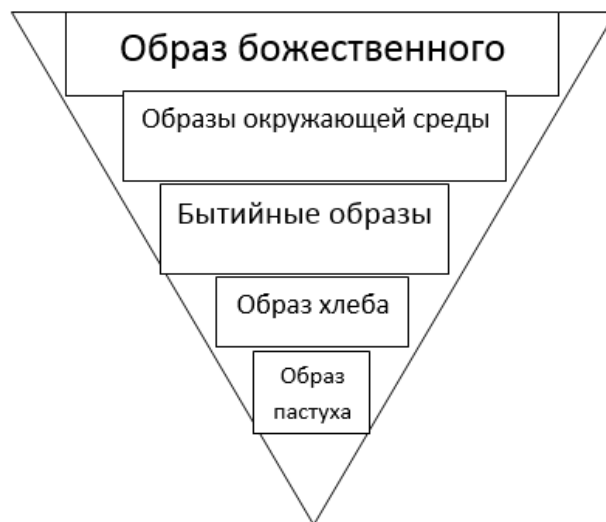 Образ божественного
Образы окружающей среды
Бытийные образы
Образ хлеба
Образ
пастуха